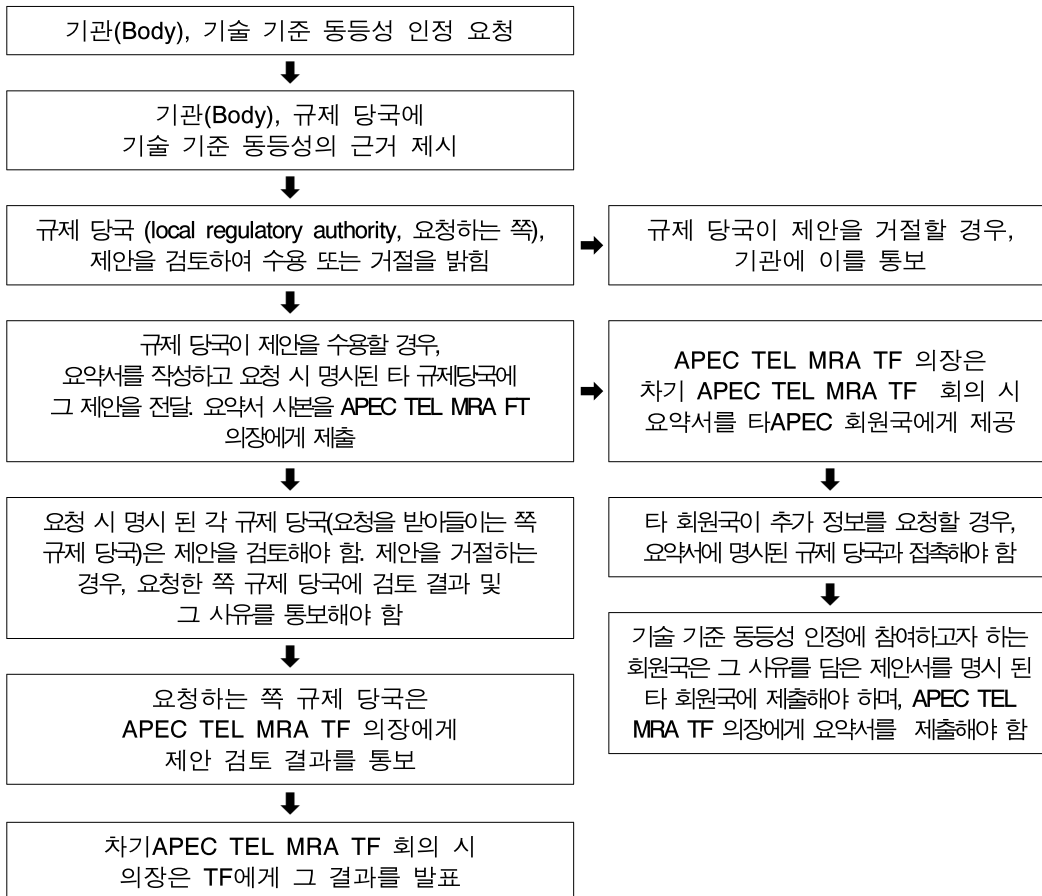 기관(Body), 기술 기준 동등성 인정 요청
기관(Body), 규제 당국에
기술 기준 동등성의 근거 제시
규제 당국 (local regulatory authority, 요청하는 쪽),
제안을 검토하여 수용 또는 거절을 밝힘
규제 당국이 제안을 거절할 경우,
기관에 이를 통보
규제 당국이 제안을 수용할 경우,
요약서를 작성하고 요청 시 명시된 타 규제당국에
그 제안을 전달. 요약서 사본을 APEC TEL MRA FT
의장에게 제출
APEC TEL MRA TF 의장은
차기 APEC TEL MRA TF 회의 시
요약서를 타APEC 회원국에게 제공
요청 시 명시 된 각 규제 당국(요청을 받아들이는 쪽
규제 당국)은 제안을 검토해야 함. 제안을 거절하는
경우, 요청한 쪽 규제 당국에 검토 결과 및
그 사유를 통보해야 함
타 회원국이 추가 정보를 요청할 경우,
요약서에 명시된 규제 당국과 접촉해야 함
기술 기준 동등성 인정에 참여하고자 하는
회원국은 그 사유를 담은 제안서를 명시 된
타 회원국에 제출해야 하며, APEC TEL
MRA TF 의장에게 요약서를 제출해야 함
요청하는 쪽 규제 당국은
APEC TEL MRA TF 의장에게
제안 검토 결과를 통보
차기APEC TEL MRA TF 회의 시
의장은 TF에게 그 결과를 발표